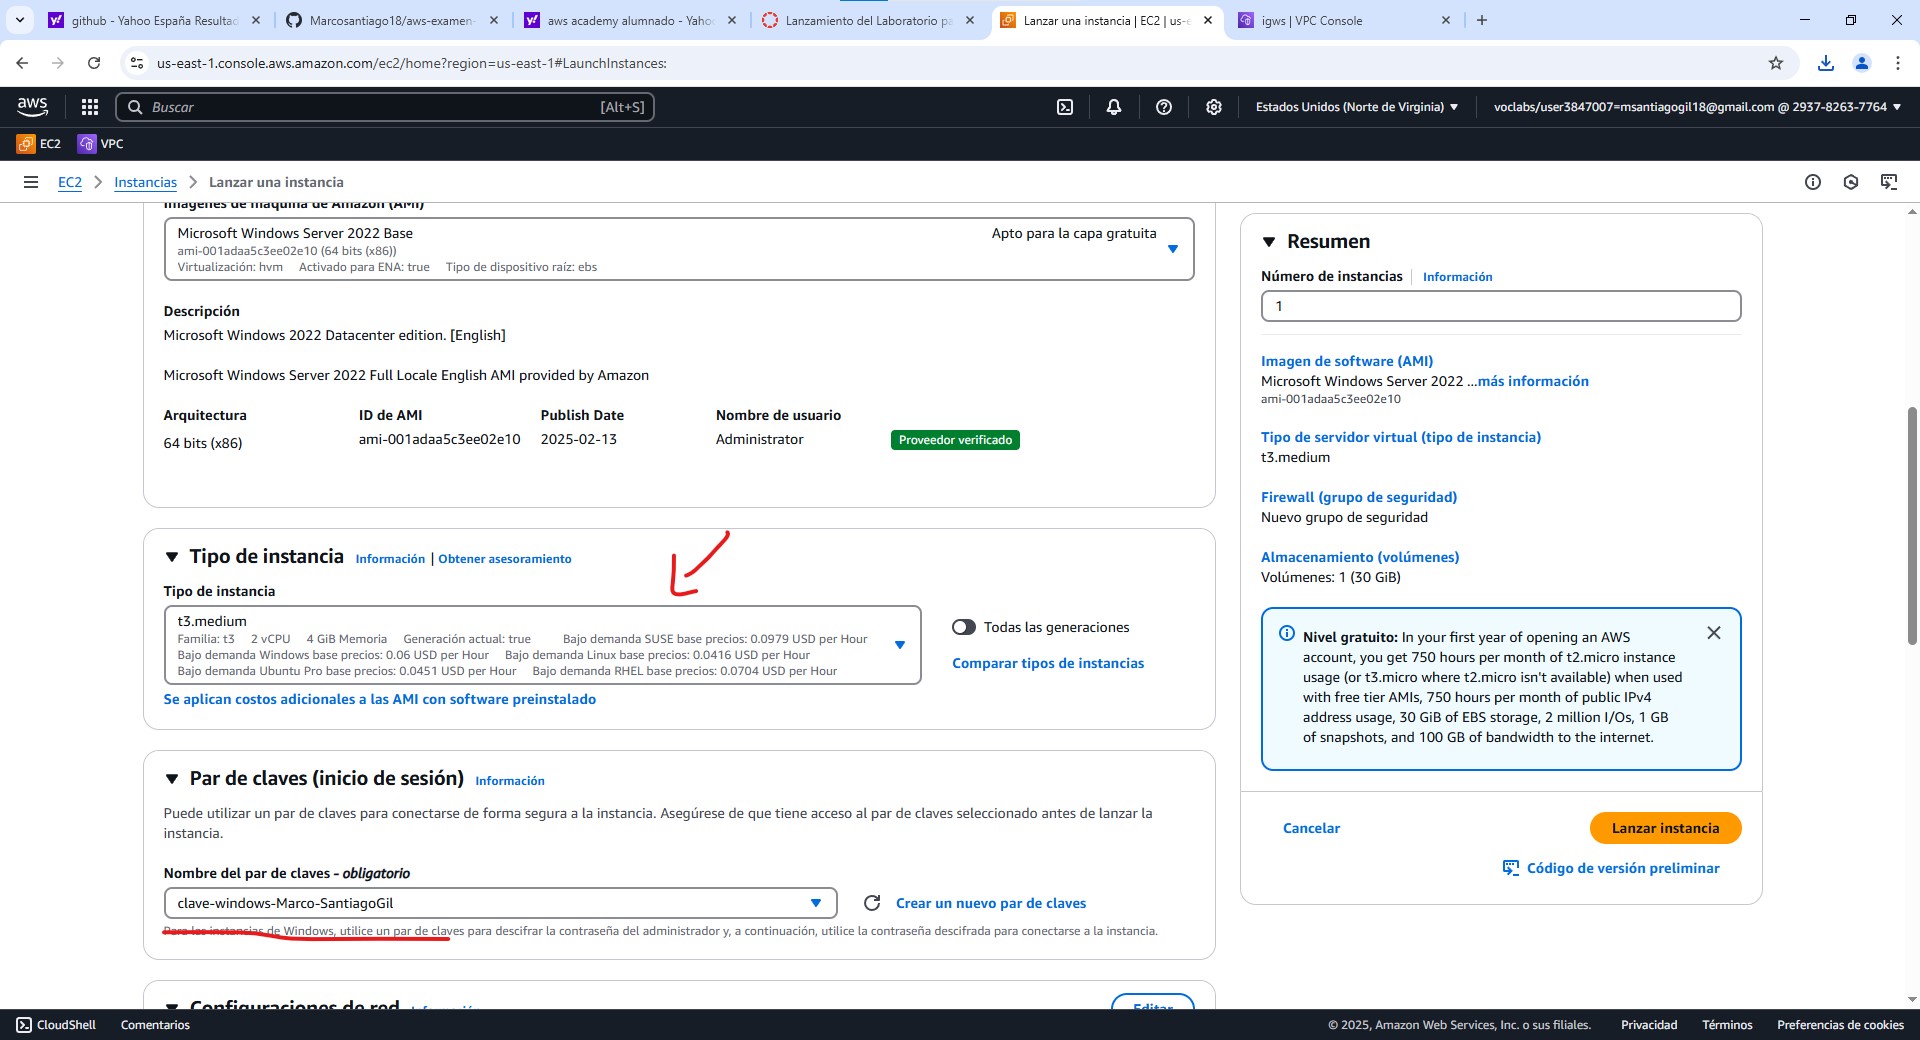 github - Yahoo España Resultad
Marcosantiago18/aws-examen-
aws academy alumnado - Yaho
Lanzamiento del Laboratorio pa
Lanzar una instancia | EC2 | us-e
igws | VPC Console
us-east-1.console.aws.amazon.com/ec2/home?region=us-east-1#LaunchInstances:
aws
Buscar
[Alt+S]
Estados Unidos (Norte de Virginia)
voclabs/user3847007=msantiagogil18@gmail.com @ 2937-8263-7764
EC2
VPC
EC2
Instancias
Lanzar una instancia
Imágenes de máquina de Amazon (AMI)
Microsoft Windows Server 2022 Base
Apto para la capa gratuita
ami-001adaa5c3ee02e10 (64 bits (x86))
Virtualización: hvm Activado para ENA: true Tipo de dispositivo raíz: ebs
Descripción
Microsoft Windows 2022 Datacenter edition. [English]
Microsoft Windows Server 2022 Full Locale English AMI provided by Amazon
Arquitectura
ID de AMI
Publish Date
Nombre de usuario
64 bits (x86)
ami-001adaa5c3ee02e10
2025-02-13
Administrator
Proveedor verificado
Tipo de instancia
Información | Obtener asesoramiento
Tipo de instancia
t3.medium
Familia: t3 2 vCPU 4 GiB Memoria Generación actual: true Bajo demanda SUSE base precios: 0.0979 USD per Hour
Bajo demanda Windows base precios: 0.06 USD per Hour Bajo demanda Linux base precios: 0.0416 USD per Hour
Bajo demanda Ubuntu Pro base precios: 0.0451 USD per Hour Bajo demanda RHEL base precios: 0.0704 USD per Hour
Todas las generaciones
Comparar tipos de instancias
Se aplican costos adicionales a las AMI con software preinstalado
Par de claves (inicio de sesión)
Información
Puede utilizar un par de claves para conectarse de forma segura a la instancia. Asegúrese de que tiene acceso al par de claves seleccionado antes de lanzar la
instancia.
Nombre del par de claves - obligatorio
clave-windows-Marco-SantiagoGil
Crear un nuevo par de claves
Para las instancias de Windows, utilice un par de claves para descifrar la contraseña del administrador y, a continuación, utilice la contraseña descifrada para conectarse a la instancia.
Configuraciones de red
Información
Editar
Resumen
Número de instancias
Información
1
Imagen de software (AMI)
Microsoft Windows Server 2022 ...más información
ami-001adaa5c3ee02e10
Tipo de servidor virtual (tipo de instancia)
t3.medium
Firewall (grupo de seguridad)
Nuevo grupo de seguridad
Almacenamiento (volúmenes)
Volúmenes: 1 (30 GiB)
Nivel gratuito: In your first year of opening an AWS
account, you get 750 hours per month of t2.micro instance
usage (or t3.micro where t2.micro isn't available) when used
with free tier AMIs, 750 hours per month of public IPv4
address usage, 30 GiB of EBS storage, 2 million I/Os, 1 GB
of snapshots, and 100 GB of bandwidth to the internet.
Cancelar
Lanzar instancia
Código de versión preliminar
CloudShell
Comentarios
© 2025, Amazon Web Services, Inc. o sus filiales.
Privacidad
Términos
Preferencias de cookies